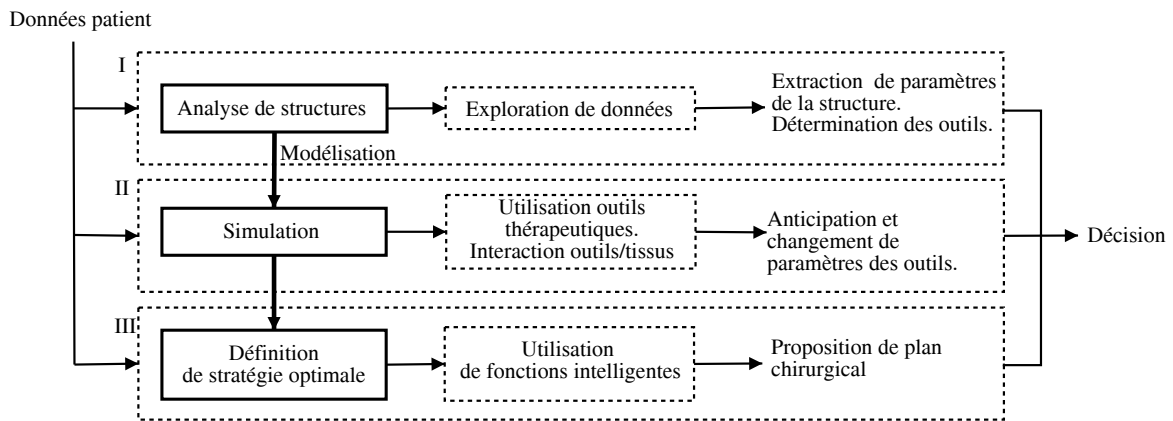 Données patient
I
Analyse de structures
Exploration de données
Extraction de paramètres
de la structure.
Détermination des outils.
Modélisation
II
Simulation
Utilisation outils
thérapeutiques.
Interaction outils/tissus
Anticipation et
changement de
paramètres des outils.
Décision
III
Définition
de stratégie optimale
Utilisation
de fonctions intelligentes
Proposition de plan
chirurgical